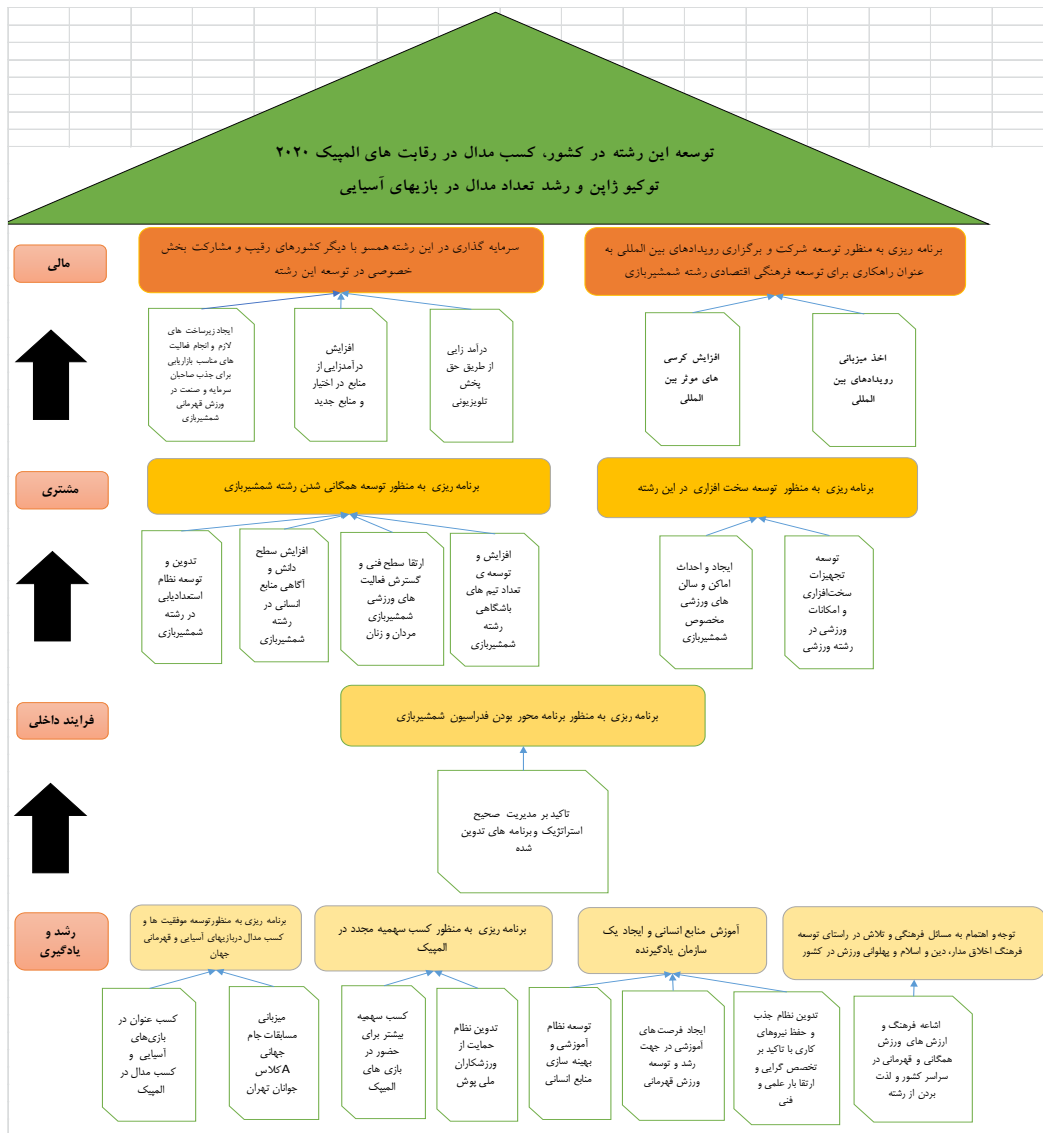 توسعه این رشته در کشور، کسب مدال در رقابت های المپیک ۲۰۲۰
توکیو ژاپن و رشد تعداد مدال در بازیهای آسیایی
مالی
برنامه ریزی به منظور توسعه شرکت و برگزاری رویدادهای بین المللی به
عنوان راهکاری برای توسعه فرهنگی اقتصادی رشته شمشیربازی
سرمایه گذاری در این رشته همسو با دیگر کشورهای رقیب و مشارکت بخش
خصوصی در توسعه این رشته
اخذ میزبانی
رویدادهای بین
المللی
افزایش کرسی
های موثر بین
المللی
درآمد زایی
از طریق حق
پخش
تلویزیونی
افزایش
درآمدزایی از
منابع در اختیار
و منابع جدید
ایجاد زیرساخت های
لازم و انجام فعالیت
های مناسب بازاریابی
برای جذب صاحبان
سرمایه و صنعت در
ورزش قهرمانی
شمشیربازی
مشتری
برنامه ریزی به منظور توسعه سخت افزاری در این رشته
برنامه ریزی به منظور توسعه همگانی شدن رشته شمشیربازی
توسعه
تجهیزات
سخت‌افزاری
و امکانات
ورزشی در
رشته ورزشی
ایجاد و احداث
اماکن و سالن
های ورزشی
مخصوص
شمشیربازی
افزایش و
توسعه ی
تعداد تیم های
باشگاهی
رشته
شمشیربازی
ارتقا سطح فنی و
گسترش فعالیت
های ورزشی
شمشیربازی
مردان و زنان
افزایش سطح
دانش و
آگاهی منابع
انسانی در
رشته
شمشیربازی
تدوین و
توسعه نظام
استعدادیابی
در رشته
شمشیربازی
فرایند داخلی
برنامه ریزی به منظور برنامه محور بودن فدراسیون شمشیربازی
تاکید بر مدیریت صحیح
استراتژیک وبرنامه های تدوین
شده
رشد و
یادگیری
توجه و اهتمام به مسائل فرهنگی و تلاش در راستای توسعه
فرهنگ اخلاق مدار، دین و اسلام و پهلوانی ورزش در کشور
آموزش منابع انسانی و ایجاد یک
سازمان یادگیرنده
برنامه ریزی به منظور کسب سهمیه مجدد در
المپیک
برنامه ریزی به منظورتوسعه موفقیت ها و
کسب مدال دربازیهای آسیایی و قهرمانی
جهان
اشاعه فرهنگ و
ارزش های ورزش
همگانی و قهرمانی در
سراسر کشور و لذت
بردن از رشته
تدوین نظام جذب
و حفظ نیروهای
کاری با تاکید بر
تخصص گرایی و
ارتقا بار علمی و
فنی
ایجاد فرصت های
آموزشی در جهت
رشد و توسعه
ورزش قهرمانی
توسعه نظام
آموزشی و
بهینه سازی
منابع انسانی
تدوین نظام
حمایت از
ورزشکاران
ملی پوش
کسب سهمیه
بیشتر برای
حضور در
بازی های
المپیک
میزبانی
مسابقات جام
جهانی
Aکلاس
جوانان تهران
کسب عنوان در
بازی‌های
آسیایی و
کسب مدال در
المپیک